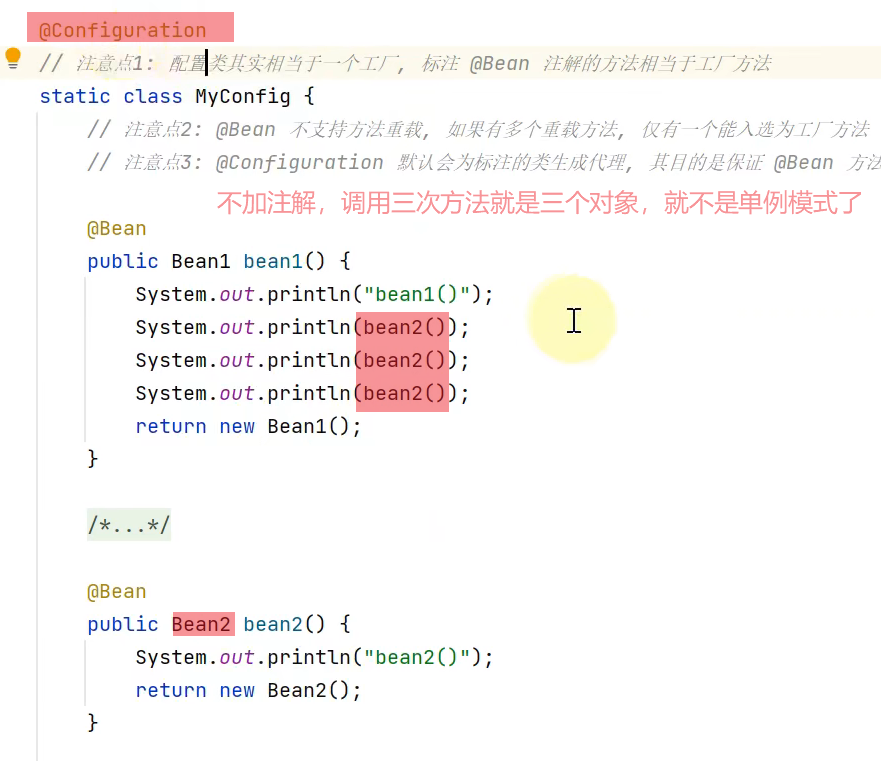 @Configuration
// 注意点1: 配置类其实相当于一个工厂, 标注 @Bean 注解的方法相当于工厂方法
static class MyConfig {
// 注意点2: @Bean 不支持方法重载, 如果有多个重载方法, 仅有一个能入选为工厂方法
// 注意点3: @Configuration 默认会为标注的类生成代理, 其目的是保证 @Bean 方法
不加注解，调用三次方法就是三个对象，就不是单例模式了
@Bean
public Bean1 bean1() {
System.out.println("bean1()");
System.out.println(bean2());
System.out.println(bean2());
System.out.println(bean2());
return new Bean1();
}
/*...*/
@Bean
public Bean2 bean2() {
System.out.println("bean2()");
return new Bean2();
}